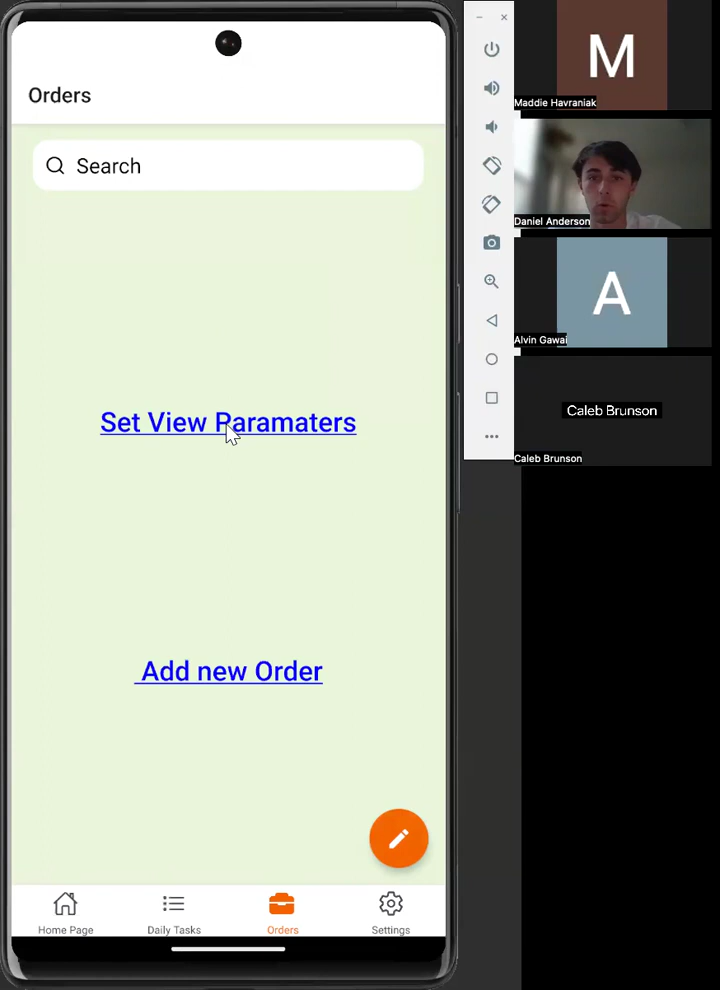 Orders
Search
Set View Paramaters
Add new Order
Home Page
Daily Tasks
Orders
Settings
M
Maddie Havraniak
Daniel Anderson
A
Alvin Gawai
Caleb Brunson
Caleb Brunson